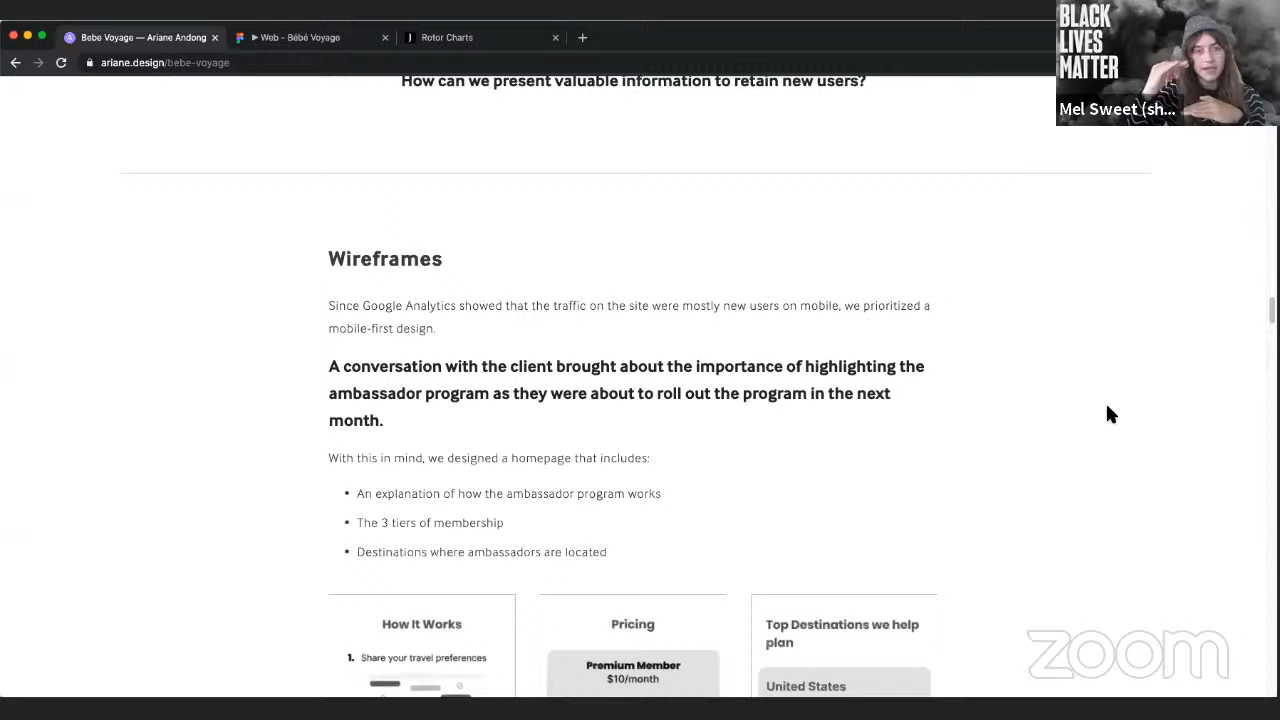 Bebe Voyage — Ariane Andong
Web - Bébé Voyage
Rotor Charts
ariane.design/bebe-voyage
BLACK
LIVES
MATTER
Mel Sweet (sh...
How can we present valuable information to retain new users?
Wireframes
Since Google Analytics showed that the traffic on the site were mostly new users on mobile, we prioritized a
mobile-first design.
A conversation with the client brought about the importance of highlighting the
ambassador program as they were about to roll out the program in the next
month.
With this in mind, we designed a homepage that includes:
• An explanation of how the ambassador program works
• The 3 tiers of membership
• Destinations where ambassadors are located
How It Works
1. Share your travel preferences
Pricing
Premium Member
$10/month
Top Destinations we help
plan
United States
zoom